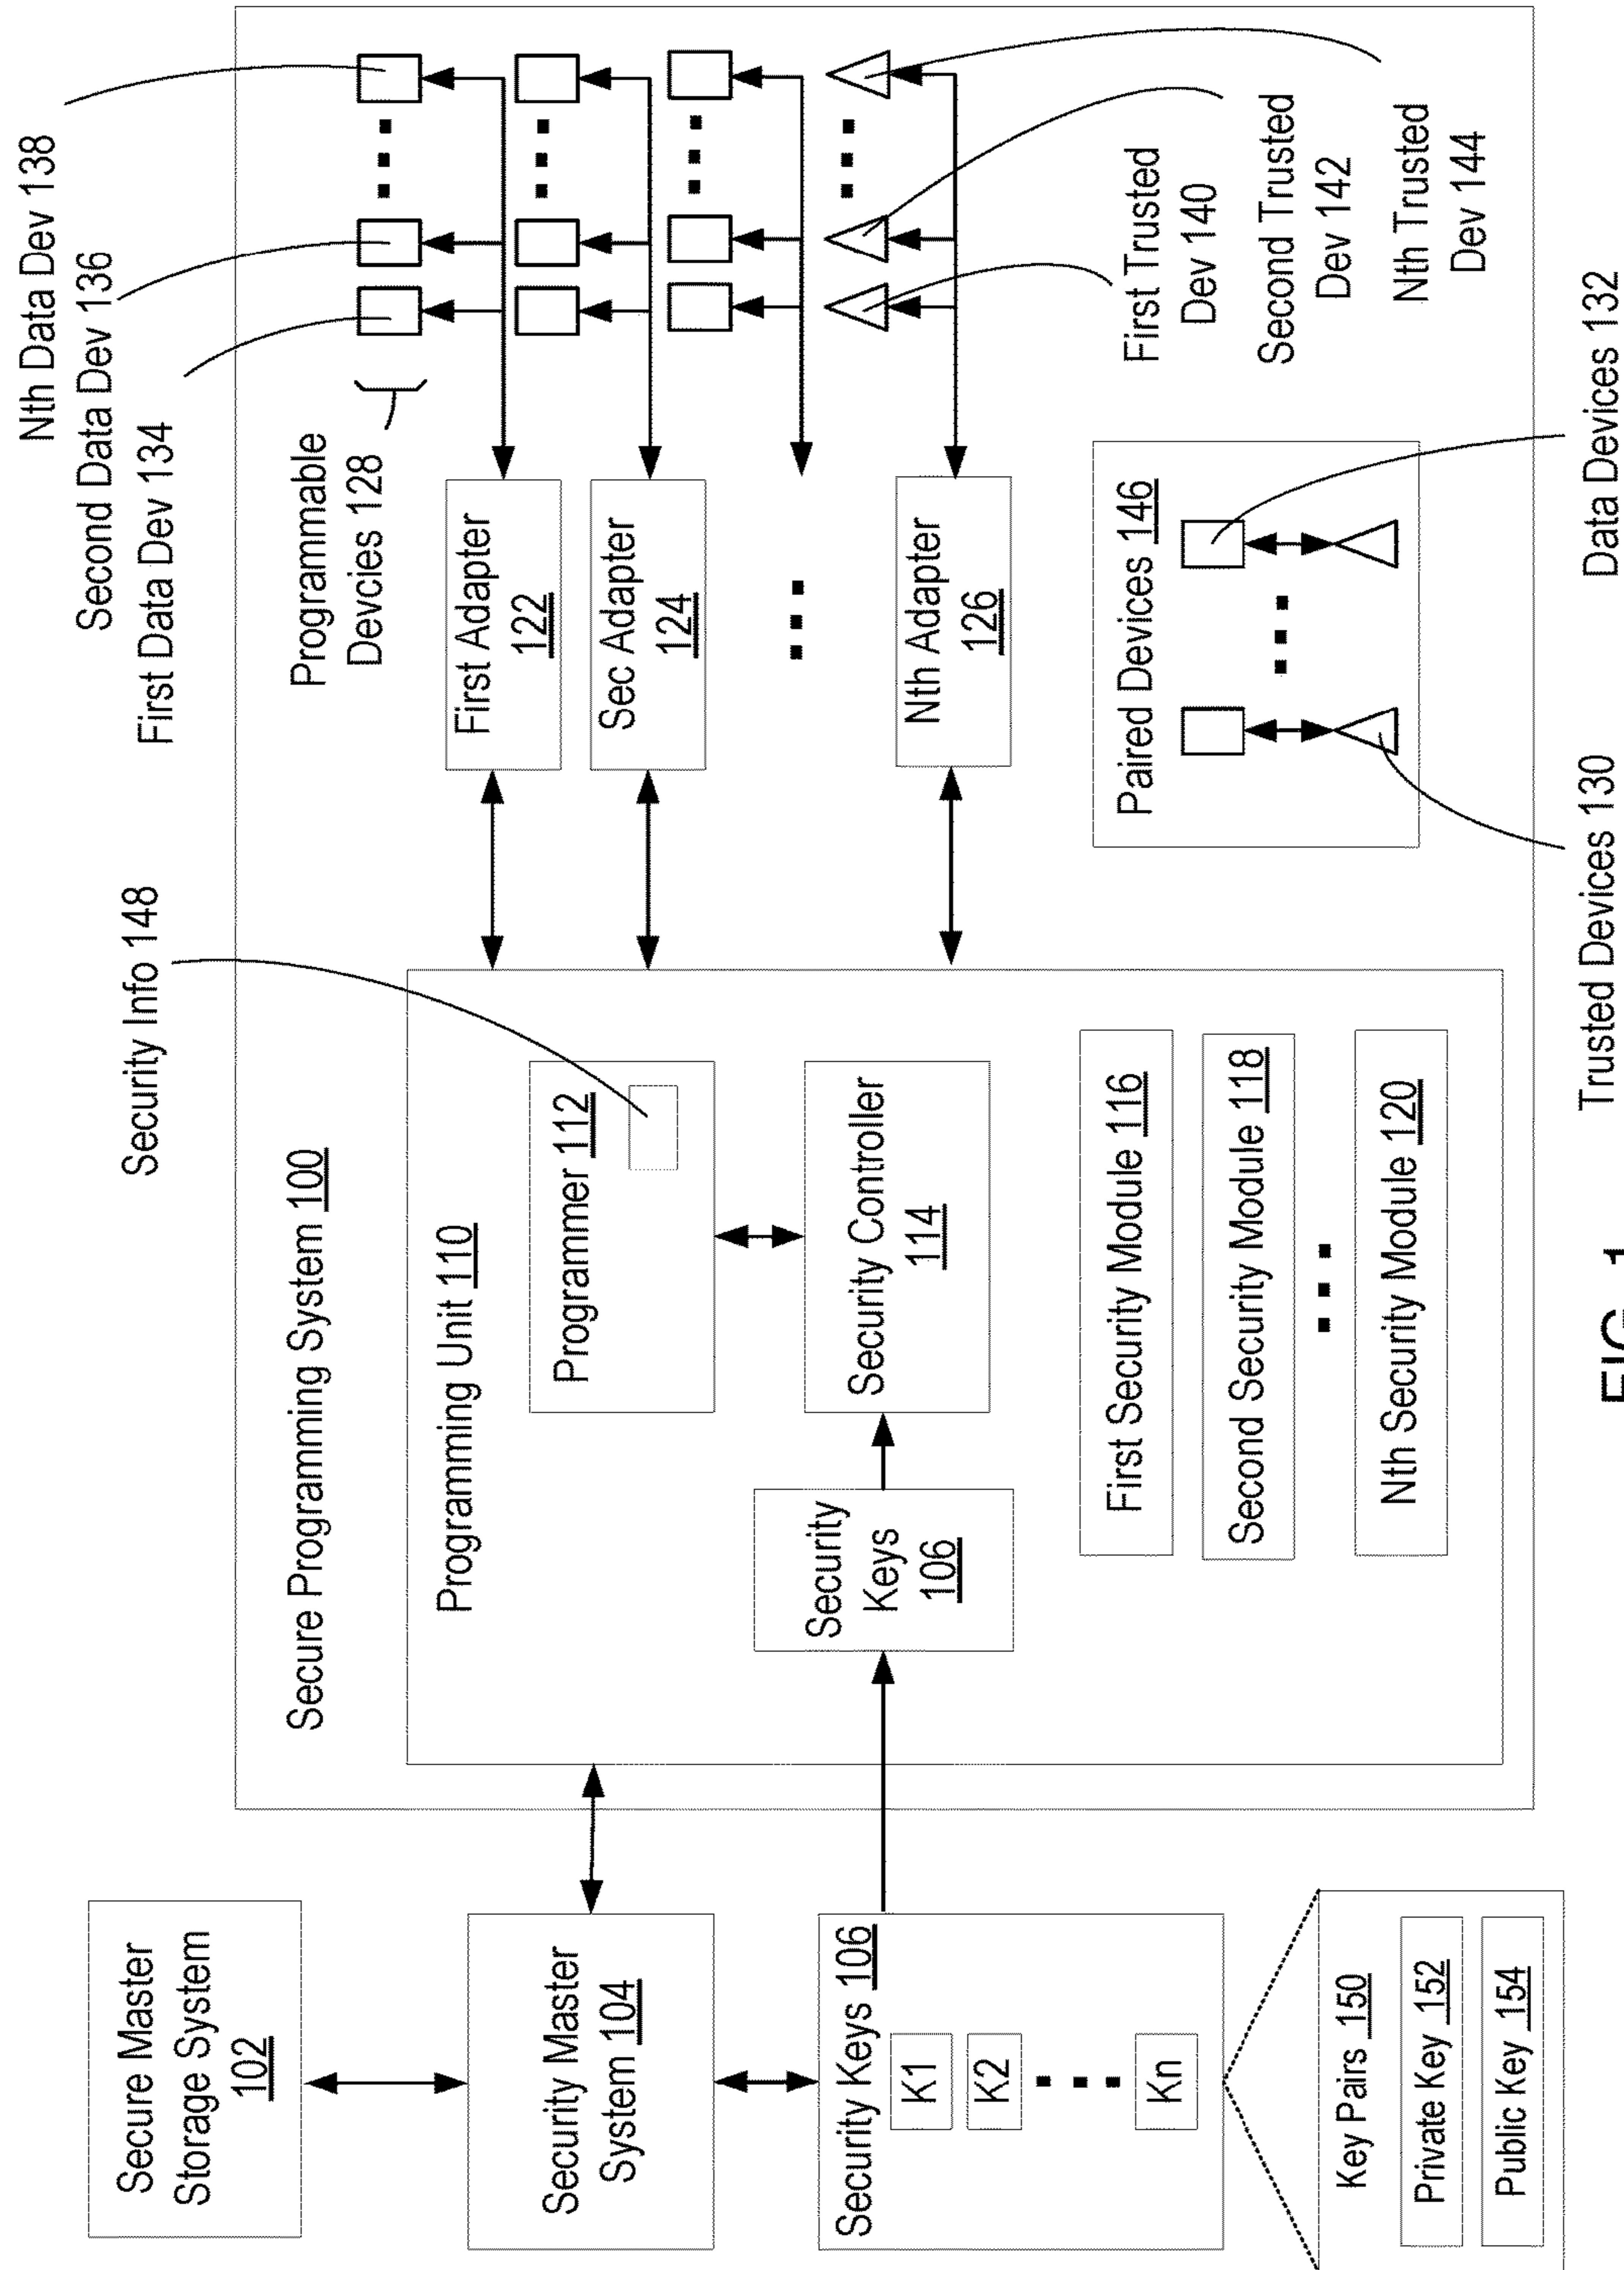 Secure Master
Storage System
102
Security Master
System 104
Security Keys 106
K1
K2
Kn
Key Pairs 150
Private Key 152
Public Key 154
Secure Programming System 100
Programming Unit 110
Security Info 148
Programmer 112
Security
Keys
106
Security Controller
114
First Security Module 116
Second Security Module 118
Nth Security Module 120
Nth Data Dev 138
Second Data Dev 136
First Data Dev 134
Programmable
Devcies 128
First Adapter
122
Sec Adapter
124
Nth Adapter
126
First Trusted
Dev 140
Second Trusted
Dev 142
Nth Trusted
Dev 144
Paired Devices 146
Trusted Devices 130
Data Devices 132
FIG. 1